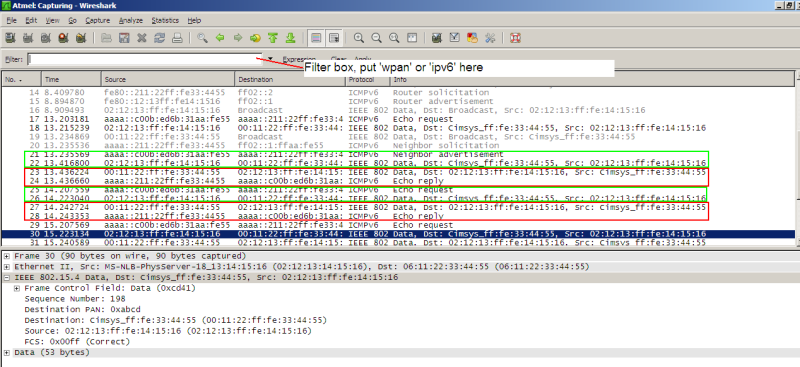 Atmel: Capturing - Wireshark
File Edit View Go Capture Analyze Statistics Help
Filter: Expression... Clear Apply
Filter box, put 'wpan' or 'ipv6' here
No. Time Source Destination Protocol Info
14 8.409780 fe80::211:22ff:fe33:4455 ff02::2 ICMPv6 Router solicitation
15 8.894870 fe80::12:13ff:fe14:1516 ff02::1 ICMPv6 Router advertisement
16 8.909493 02:12:13:ff:fe:14:15:16 Broadcast IEEE 802 Data, Dst: Broadcast, Src: 02:12:13:ff:fe:14:15:16
17 13.203181 aaaa::c00b:ed6b:31aa:fe55 aaaa::211:22ff:fe33:4 ICMPv6 Echo request
18 13.215239 02:12:13:ff:fe:14:15:16 00:11:22:ff:fe:33:44: IEEE 802 Data, Dst: Cimsys_ff:fe:33:44:55, Src: 02:12:13:ff:fe:14:15:16
19 13.234869 00:11:22:ff:fe:33:44:55 Broadcast IEEE 802 Data, Dst: Broadcast, Src: Cimsys_ff:fe:33:44:55
20 13.235536 aaaa::211:22ff:fe33:4455 ff02::1:ffaa:fe55 ICMPv6 Neighbor solicitation
21 13.235569 aaaa::c00b:ed6b:31aa:fe55 aaaa::211:22ff:fe33:4 ICMPv6 Neighbor advertisement
22 13.416800 02:12:13:ff:fe:14:15:16 00:11:22:ff:fe:33:44: IEEE 802 Data, Dst: Cimsys_ff:fe:33:44:55, Src: 02:12:13:ff:fe:14:15:16
23 13.436224 00:11:22:ff:fe:33:44:55 02:12:13:ff:fe:14:15: IEEE 802 Data, Dst: 02:12:13:ff:fe:14:15:16, Src: Cimsys_ff:fe:33:44:55
24 13.436660 aaaa::211:22ff:fe33:4455 aaaa::c00b:ed6b:31aa: ICMPv6 Echo reply
25 14.207559 aaaa::c00b:ed6b:31aa:fe55 aaaa::211:22ff:fe33:4 ICMPv6 Echo request
26 14.223040 02:12:13:ff:fe:14:15:16 00:11:22:ff:fe:33:44: IEEE 802 Data, Dst: Cimsys_ff:fe:33:44:55, Src: 02:12:13:ff:fe:14:15:16
27 14.242724 00:11:22:ff:fe:33:44:55 02:12:13:ff:fe:14:15: IEEE 802 Data, Dst: 02:12:13:ff:fe:14:15:16, Src: Cimsys_ff:fe:33:44:55
28 14.243353 aaaa::211:22ff:fe33:4455 aaaa::c00b:ed6b:31aa: ICMPv6 Echo reply
29 15.207569 aaaa::c00b:ed6b:31aa:fe55 aaaa::211:22ff:fe33:4 ICMPv6 Echo request
30 15.223134 02:12:13:ff:fe:14:15:16 00:11:22:ff:fe:33:44: IEEE 802 Data, Dst: Cimsys_ff:fe:33:44:55, Src: 02:12:13:ff:fe:14:15:16
31 15.240589 00:11:22:ff:fe:33:44:55 02:12:13:ff:fe:14:15: IEEE 802 Data, Dst: 02:12:13:ff:fe:14:15:16, Src: Cimsys_ff:fe:33:44:55
Frame 30 (90 bytes on wire, 90 bytes captured)
Ethernet II, Src: MS-NLB-PhysServer-18_13:14:15:16 (02:12:13:14:15:16), Dst: 06:11:22:33:44:55 (06:11:22:33:44:55)
IEEE 802.15.4 Data, Dst: Cimsys_ff:fe:33:44:55, Src: 02:12:13:ff:fe:14:15:16
Frame Control Field: Data (0xcd41)
Sequence Number: 198
Destination PAN: 0xabcd
Destination: Cimsys_ff:fe:33:44:55 (00:11:22:ff:fe:33:44:55)
Source: 02:12:13:ff:fe:14:15:16 (02:12:13:ff:fe:14:15:16)
FCS: 0x00ff (Correct)
Data (53 bytes)